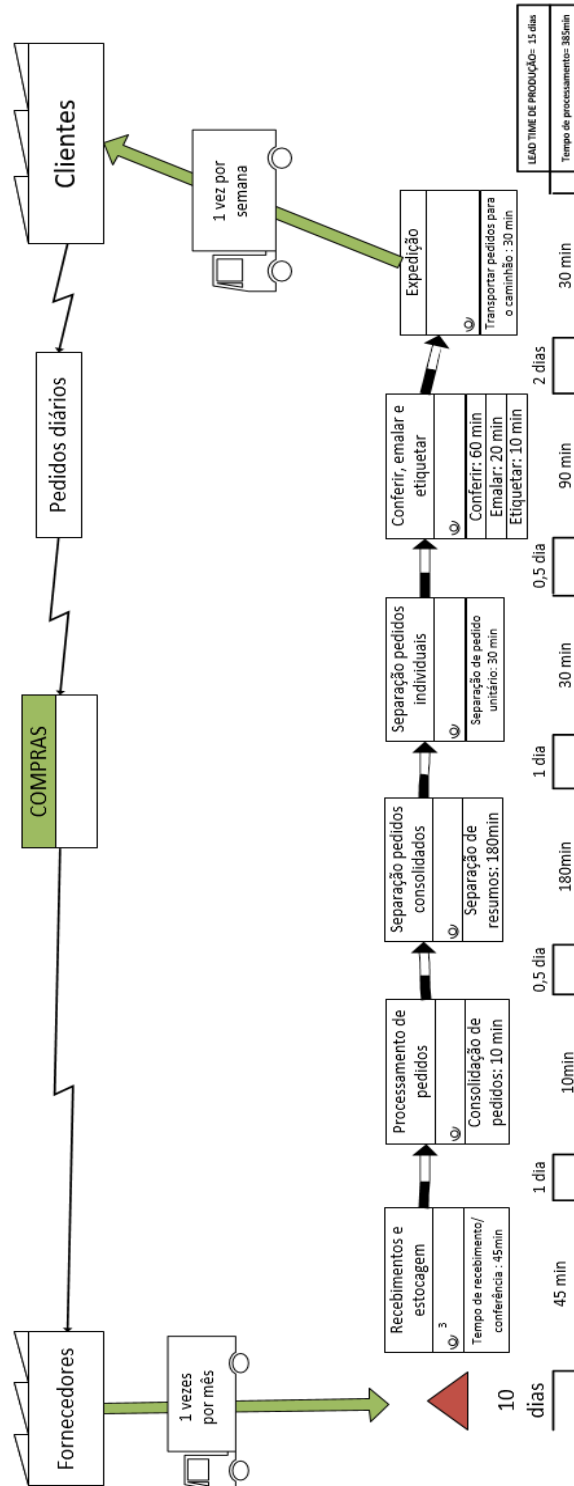 Fornecedores
COMPRAS
Pedidos diários
Clientes
1 vezes
por mês
1 vez por
semana
Recebimentos e
estocagem
3
Tempo de recebimento/
conferência : 45min
Processamento de
pedidos
Consolidação de
pedidos: 10 min
Separação pedidos
consolidados
Separação de
resumos: 180min
Separação pedidos
individuais
Separação de pedido
unitário: 30 min
Conferir, emalar e
etiquetar
Conferir: 60 min
Emalar: 20 min
Etiquetar: 10 min
Expedição
Transportar pedidos para
o caminhão : 30 min
10
dias
45 min
1 dia
10min
0,5 dia
180min
1 dia
30 min
0,5 dia
90 min
2 dias
30 min
LEAD TIME DE PRODUÇÃO= 15 dias
Tempo de processamento= 385min